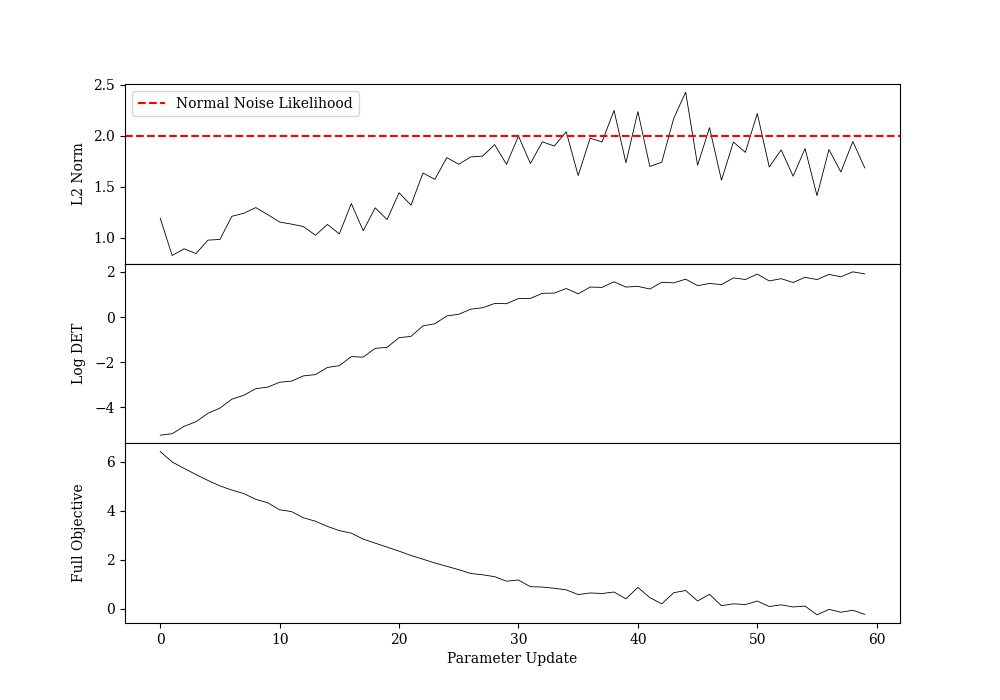 2.5
Normal Noise Likelihood
2.0
L2 Norm
1.5
1.0
2
0
Log DET
−2
−4
6
4
Full Objective
2
0
0 10 20 30 40 50 60
Parameter Update